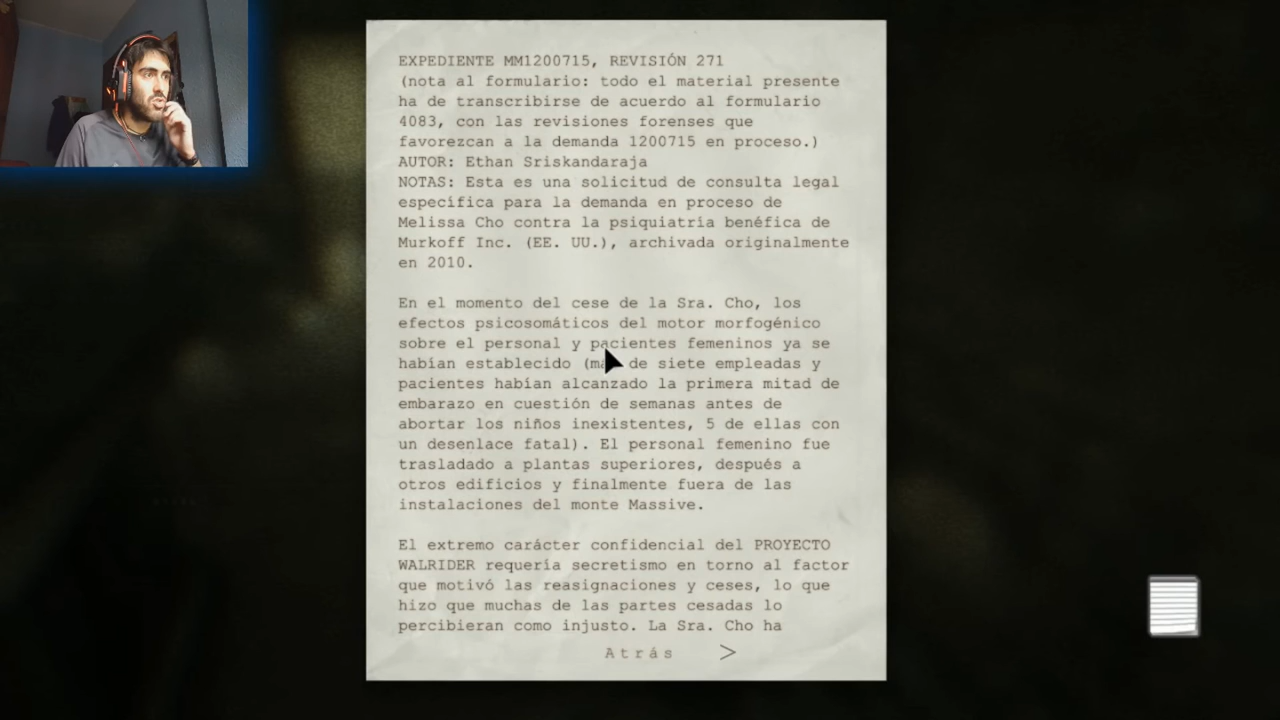 EXPEDIENTE MM1200715, REVISIÓN 271
(nota al formulario: todo el material presente
ha de transcribirse de acuerdo al formulario
4083, con las revisiones forenses que
favorezcan a la demanda 1200715 en proceso.)
AUTOR: Ethan Sriskandaraja
NOTAS: Esta es una solicitud de consulta legal
específica para la demanda en proceso de
Melissa Cho contra la psiquiatría benéfica de
Murkoff Inc. (EE. UU.), archivada originalmente
en 2010.
En el momento del cese de la Sra. Cho, los
efectos psicosomáticos del motor morfogénico
sobre el personal y pacientes femeninos ya se
habían establecido (más de siete empleadas y
pacientes habían alcanzado la primera mitad de
embarazo en cuestión de semanas antes de
abortar los niños inexistentes, 5 de ellas con
un desenlace fatal). El personal femenino fue
trasladado a plantas superiores, después a
otros edificios y finalmente fuera de las
instalaciones del monte Massive.
El extremo carácter confidencial del PROYECTO
WALRIDER requería secretismo en torno al factor
que motivó las reasignaciones y ceses, lo que
hizo que muchas de las partes cesadas lo
percibieran como injusto. La Sra. Cho ha
Atrás >